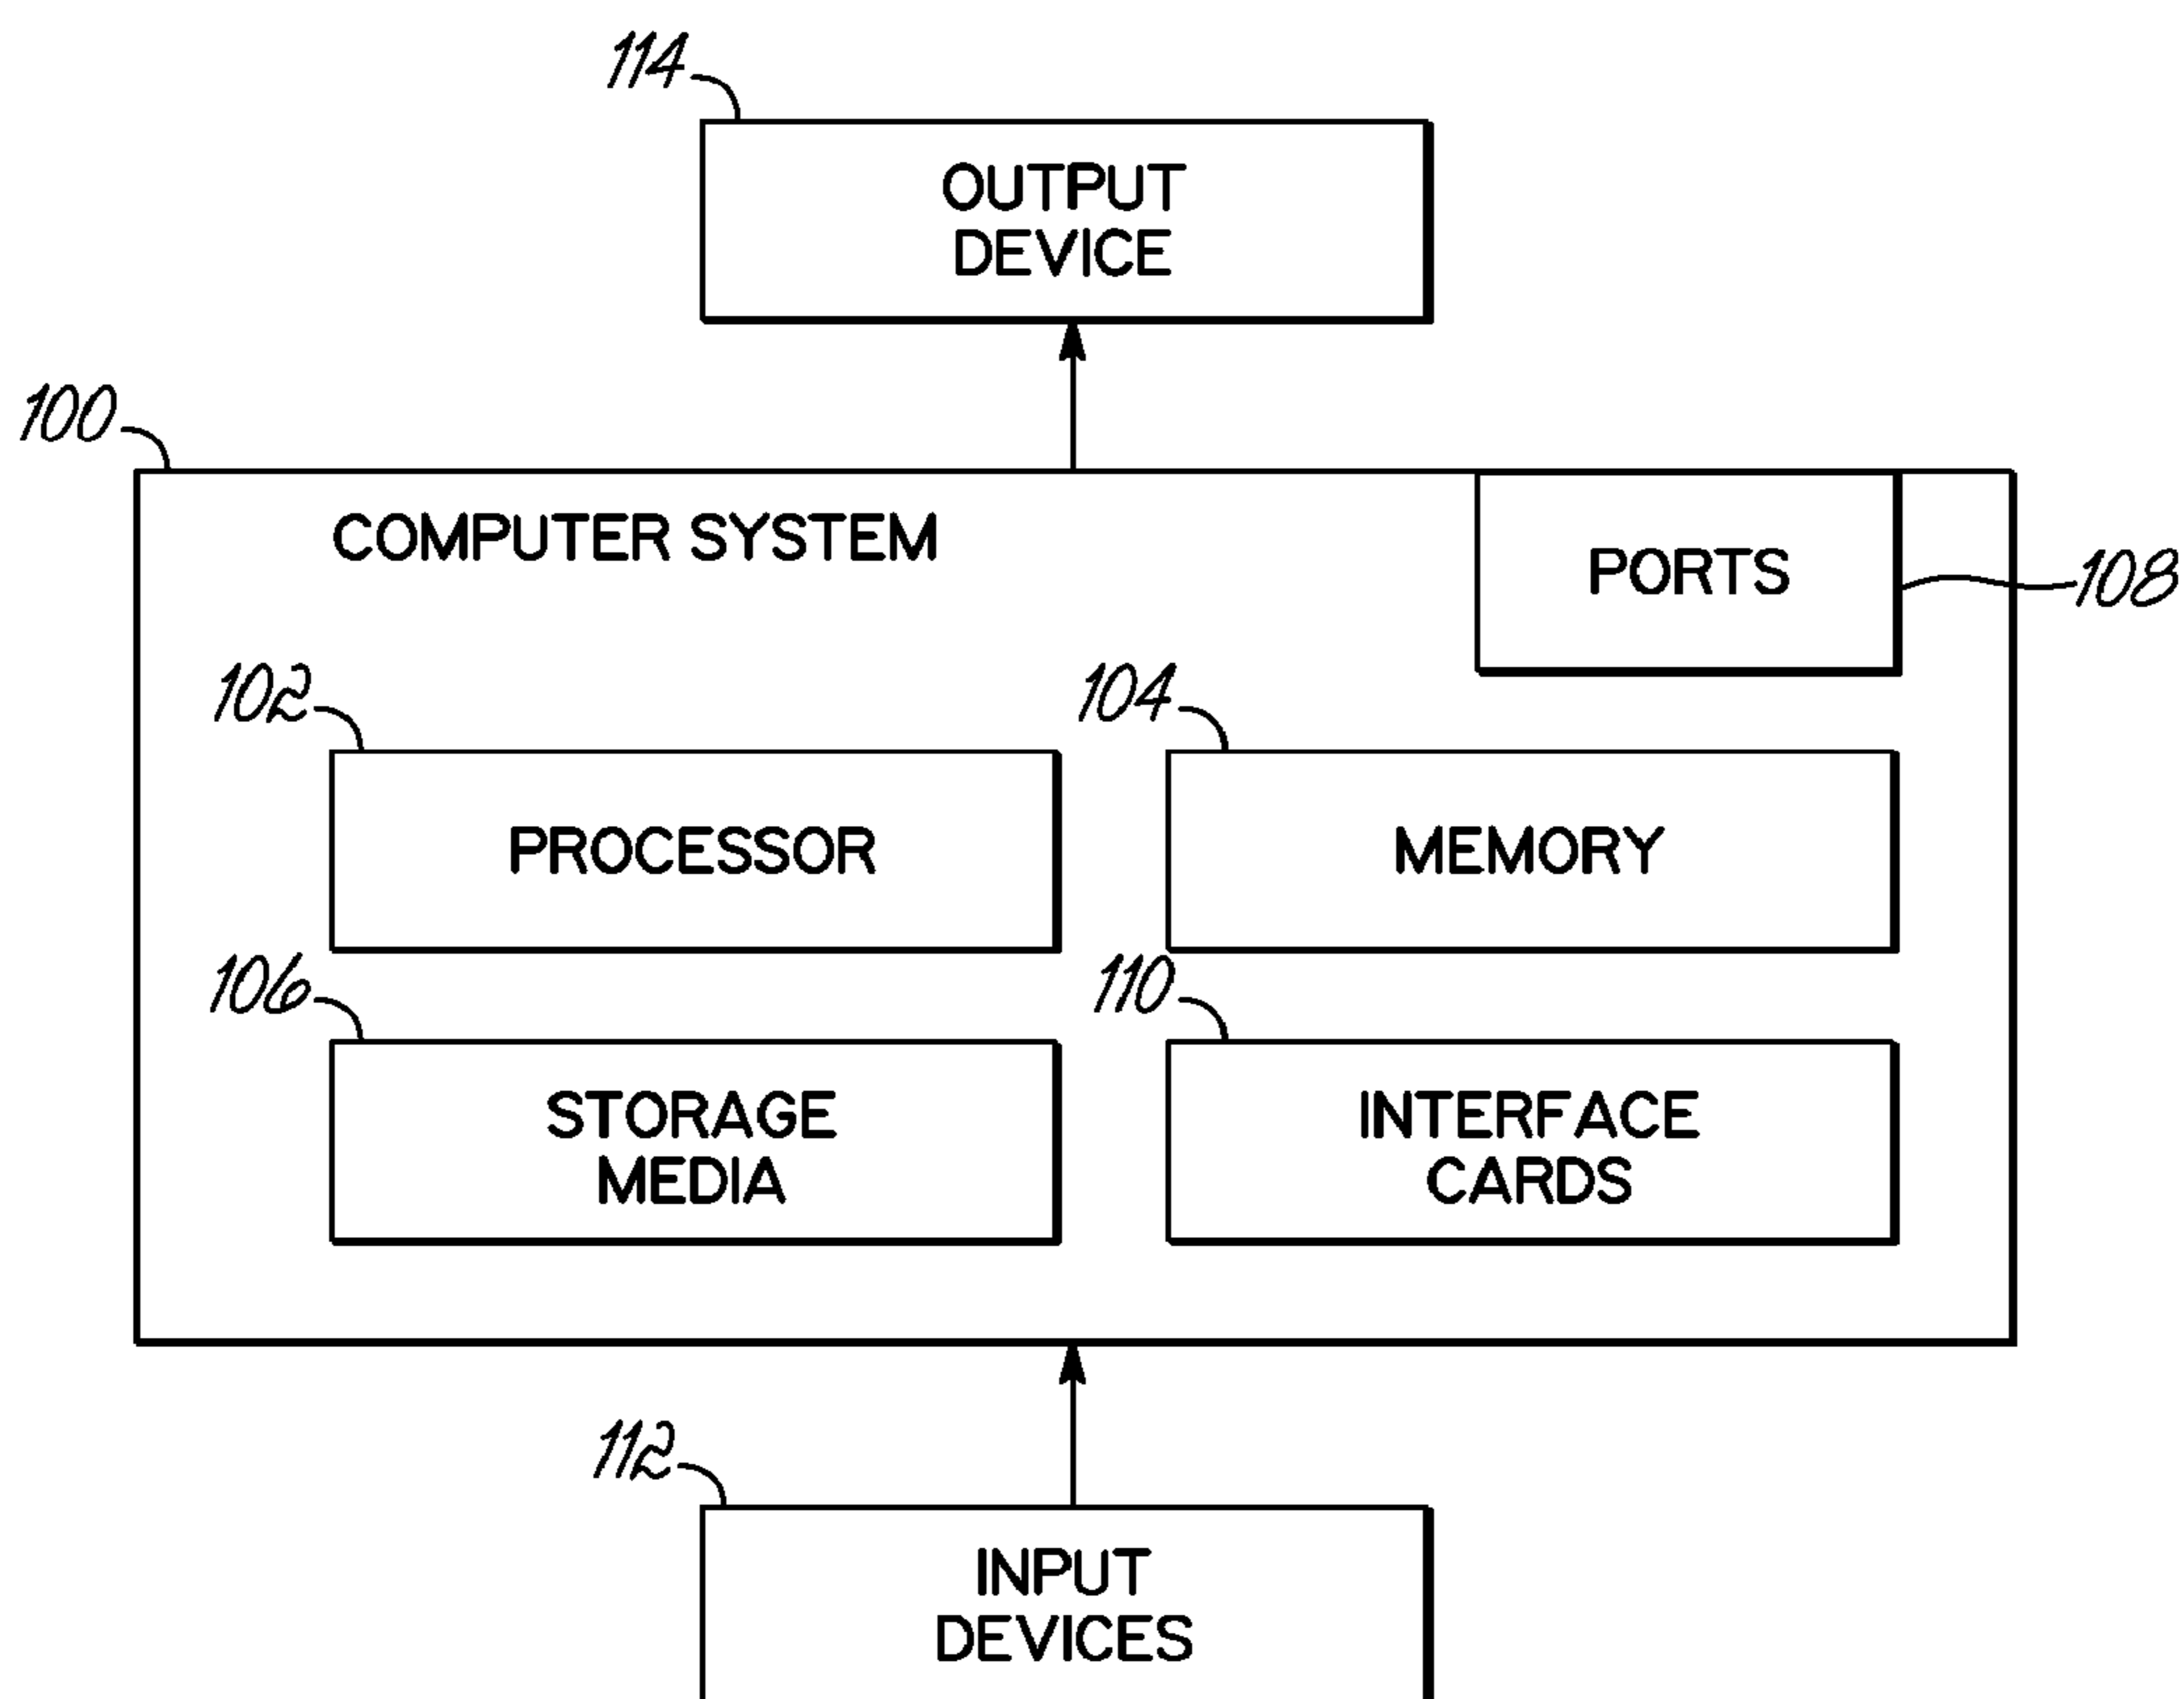 114
OUTPUT
DEVICE
100
COMPUTER SYSTEM
PORTS
108
102
104
PROCESSOR
MEMORY
106
110
STORAGE
MEDIA
INTERFACE
CARDS
112
INPUT
DEVICES